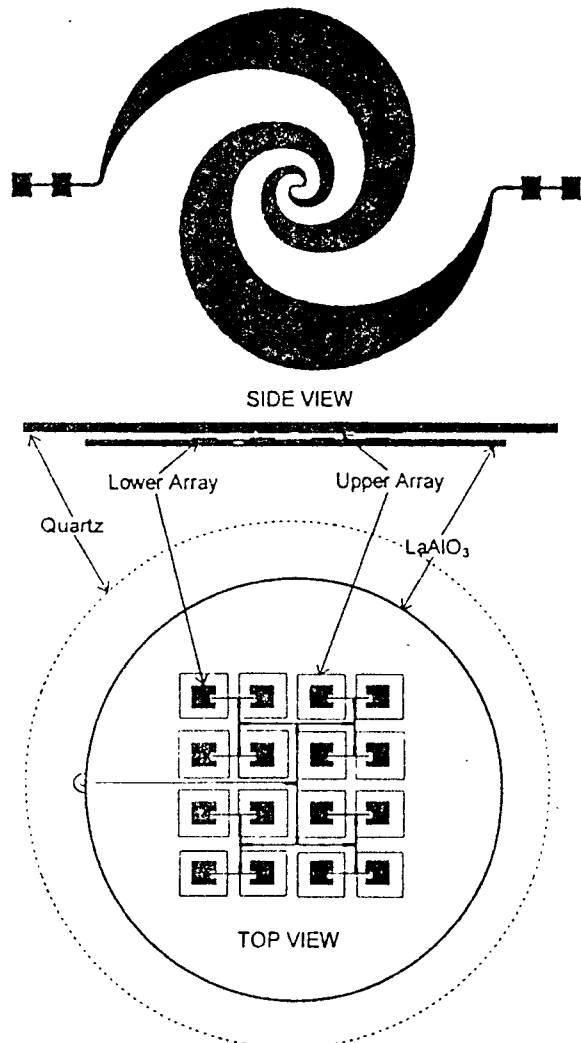 SIDE VIEW
Lower Array
Upper Array
Quartz
LaAlO₃
TOP VIEW